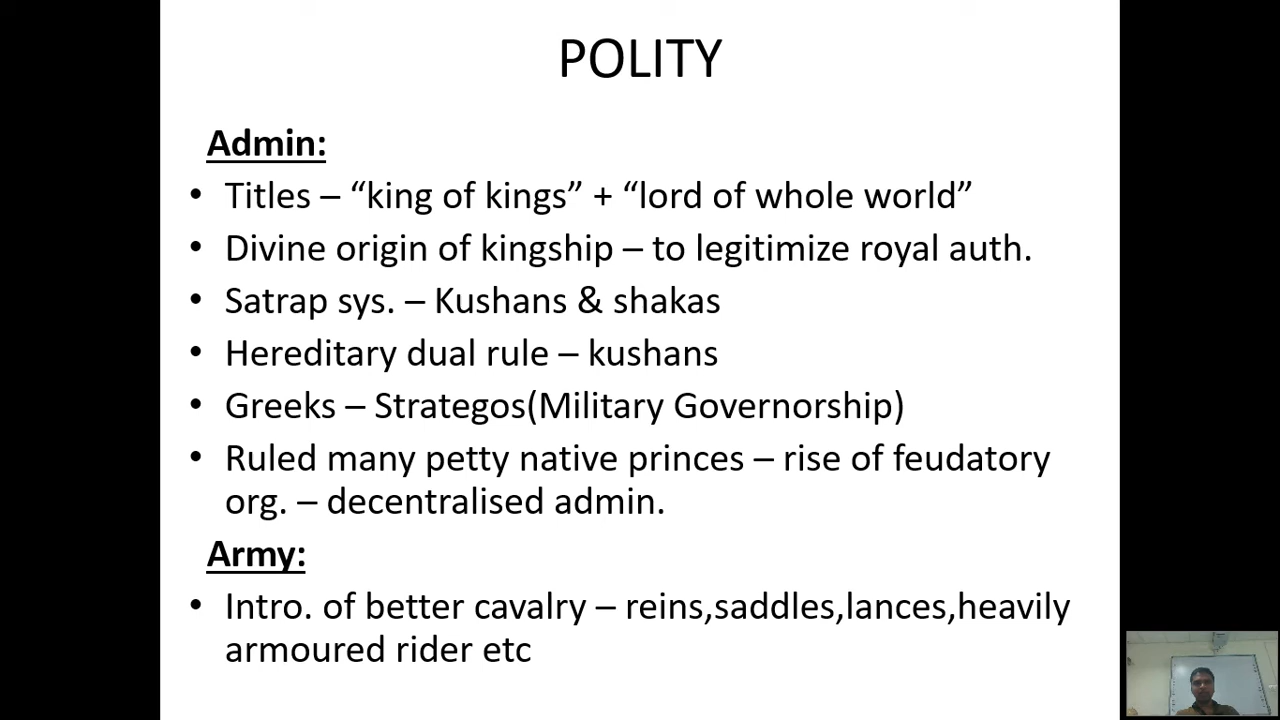 POLITY
Admin:
• Titles – “king of kings” + “lord of whole world”
• Divine origin of kingship – to legitimize royal auth.
• Satrap sys. – Kushans & shakas
• Hereditary dual rule – kushans
• Greeks – Strategos(Military Governorship)
• Ruled many petty native princes – rise of feudatory
org. – decentralised admin.
Army:
• Intro. of better cavalry – reins,saddles,lances,heavily
armoured rider etc